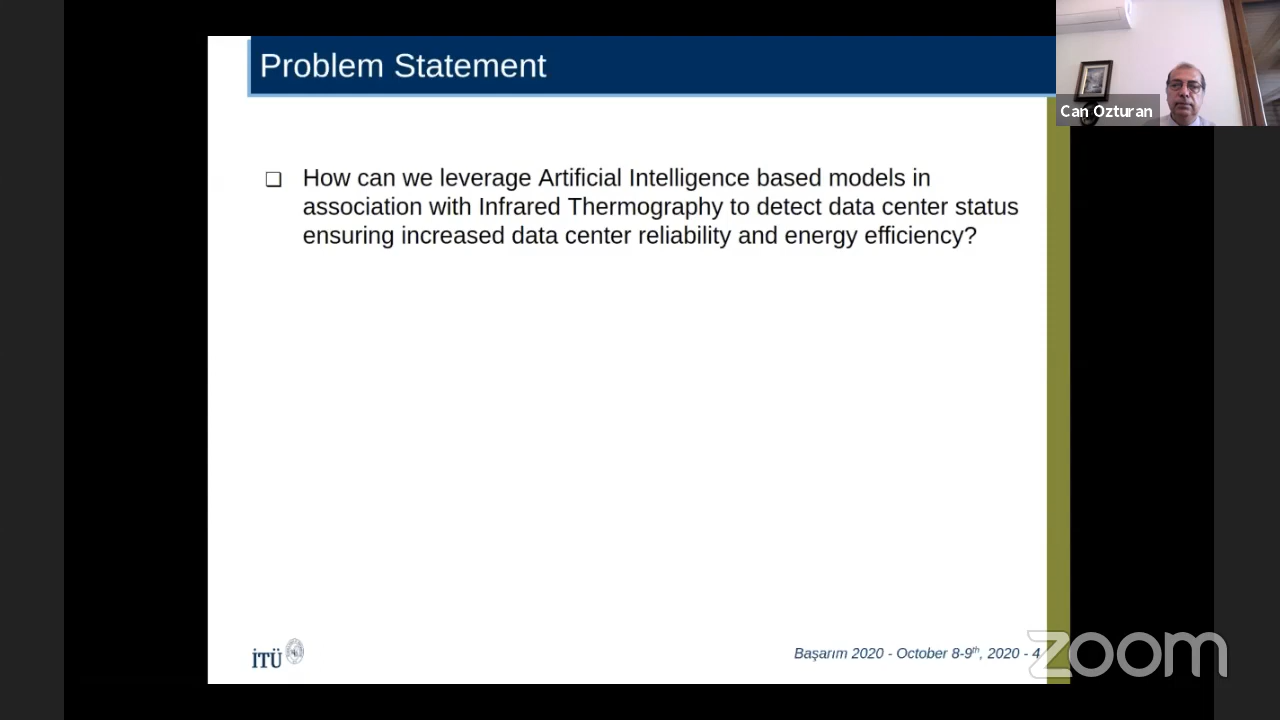 Problem Statement
Can Ozturan
❏ How can we leverage Artificial Intelligence based models in
association with Infrared Thermography to detect data center status
ensuring increased data center reliability and energy efficiency?
İTÜ
Başarım 2020 - October 8-9th, 2020 - 4
zoom